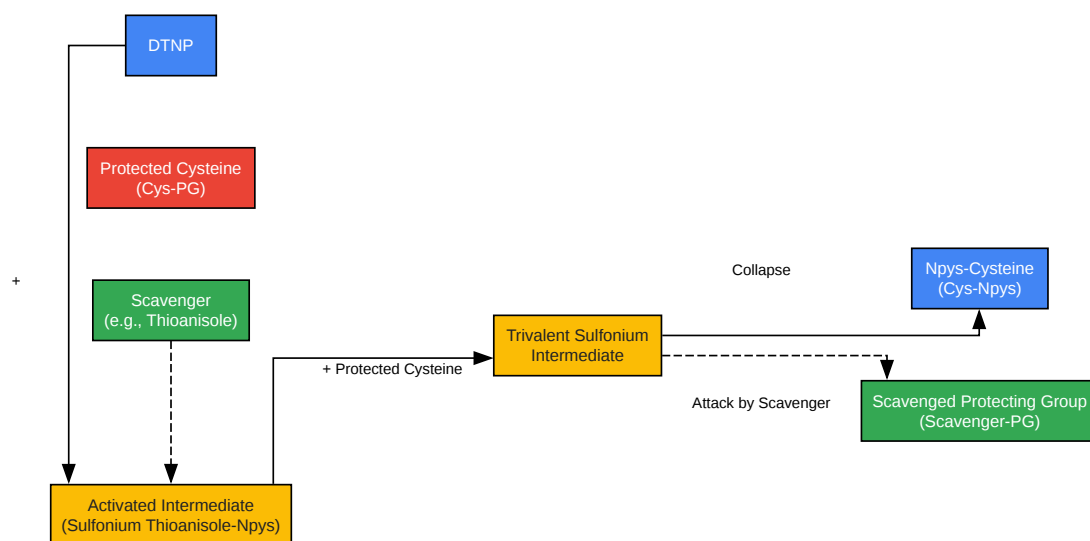 DTNP
Protected Cysteine
(Cys-PG)
+
Scavenger
(e.g., Thioanisole)
Activated Intermediate
(Sulfonium Thioanisole-Npys)
+ Protected Cysteine
Trivalent Sulfonium
Intermediate
Collapse
Npys-Cysteine
(Cys-Npys)
Attack by Scavenger
Scavenged Protecting Group
(Scavenger-PG)